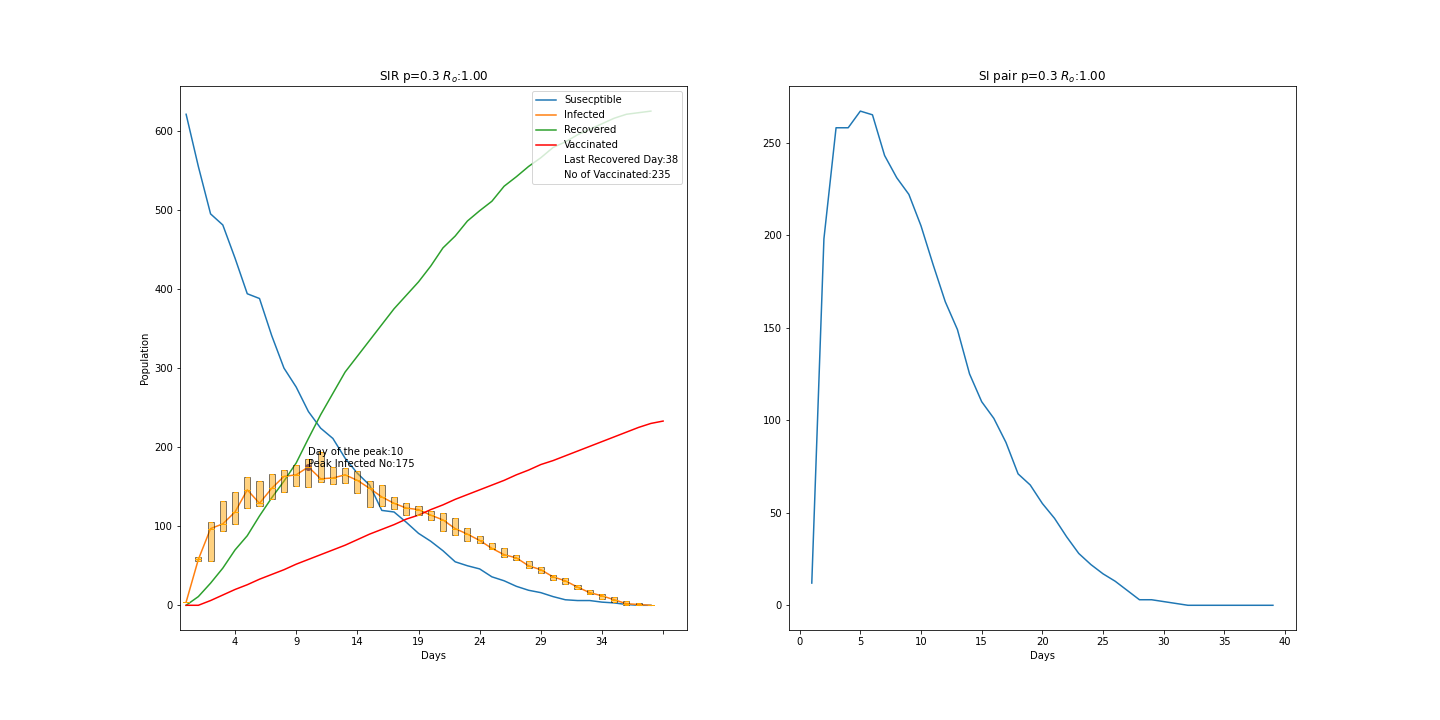 SIR p=0.3 Rₒ:1.00
Susecptible
Infected
Recovered
Vaccinated
Last Recovered Day:38
No of Vaccinated:235
600
500
400
300
200
100
0
Population
Day of the peak:10
Peak Infected No:175
4 9 14 19 24 29 34
Days
SI pair p=0.3 Rₒ:1.00
250
200
150
100
50
0
0 5 10 15 20 25 30 35 40
Days